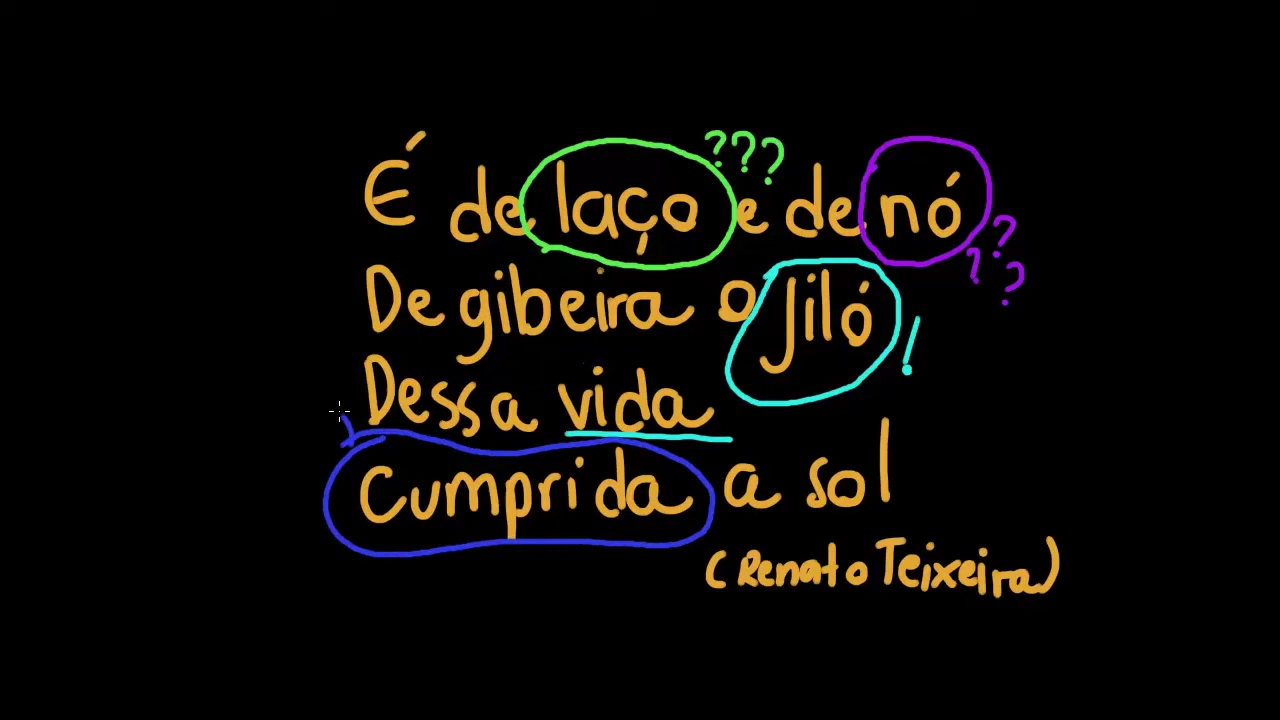 É de laço e de nó
???
??
?
De gibeira o jiló
!
Dessa vida
Cumprida a sol
(Renato Teixeira)